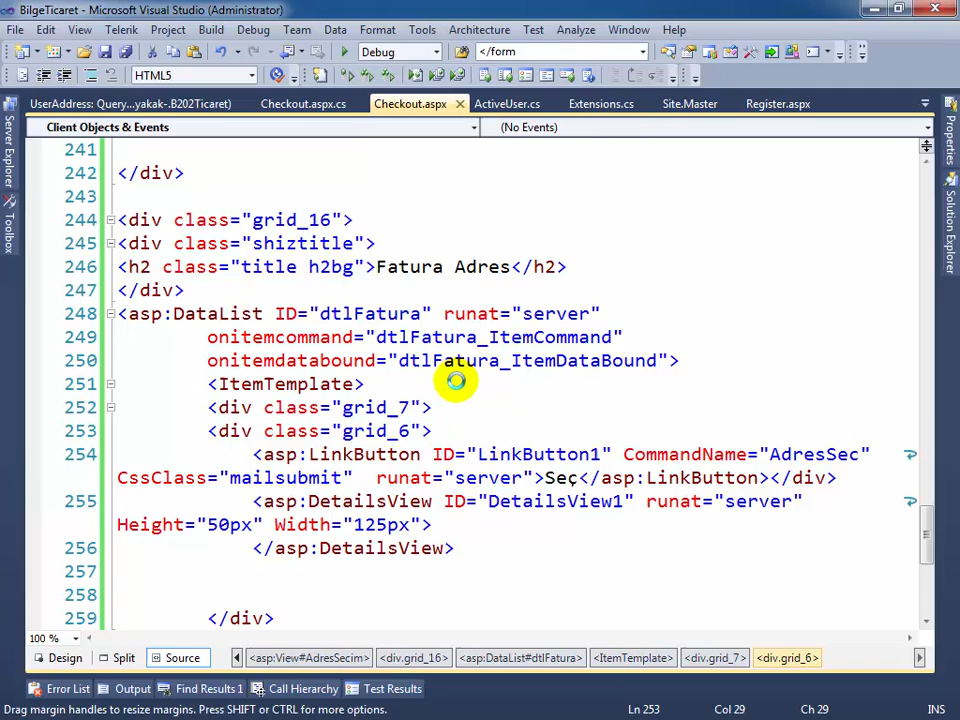 BilgeTicaret - Microsoft Visual Studio (Administrator)
File Edit View Telerik Project Build Debug Team Data Format Tools Architecture Test Analyze Window Help
Debug </form
HTML5
UserAddress: Query...yakak-.B202Ticaret) Checkout.aspx.cs Checkout.aspx ActiveUser.cs Extensions.cs Site.Master Register.aspx
Client Objects & Events (No Events)
Server Explorer
Toolbox
Properties
Solution Explorer
241
242 </div>
243
244 <div class="grid_16">
245 <div class="shiztitle">
246 <h2 class="title h2bg">Fatura Adres</h2>
247 </div>
248 <asp:DataList ID="dtlFatura" runat="server"
249 onitemcommand="dtlFatura_ItemCommand"
250 onitemdatabound="dtlFatura_ItemDataBound">
251 <ItemTemplate>
252 <div class="grid_7">
253 <div class="grid_6">
254 <asp:LinkButton ID="LinkButton1" CommandName="AdresSec"
CssClass="mailsubmit" runat="server">Seç</asp:LinkButton></div>
255 <asp:DetailsView ID="DetailsView1" runat="server"
Height="50px" Width="125px">
256 </asp:DetailsView>
257
258
259 </div>
100 %
Design Split Source <asp:View#AdresSecim> <div.grid_16> <asp:DataList#dtlFatura> <ItemTemplate> <div.grid_7> <div.grid_6>
Error List Output Find Results 1 Call Hierarchy Test Results
Drag margin handles to resize margins. Press SHIFT or CTRL for more options. Ln 253 Col 29 Ch 29 INS